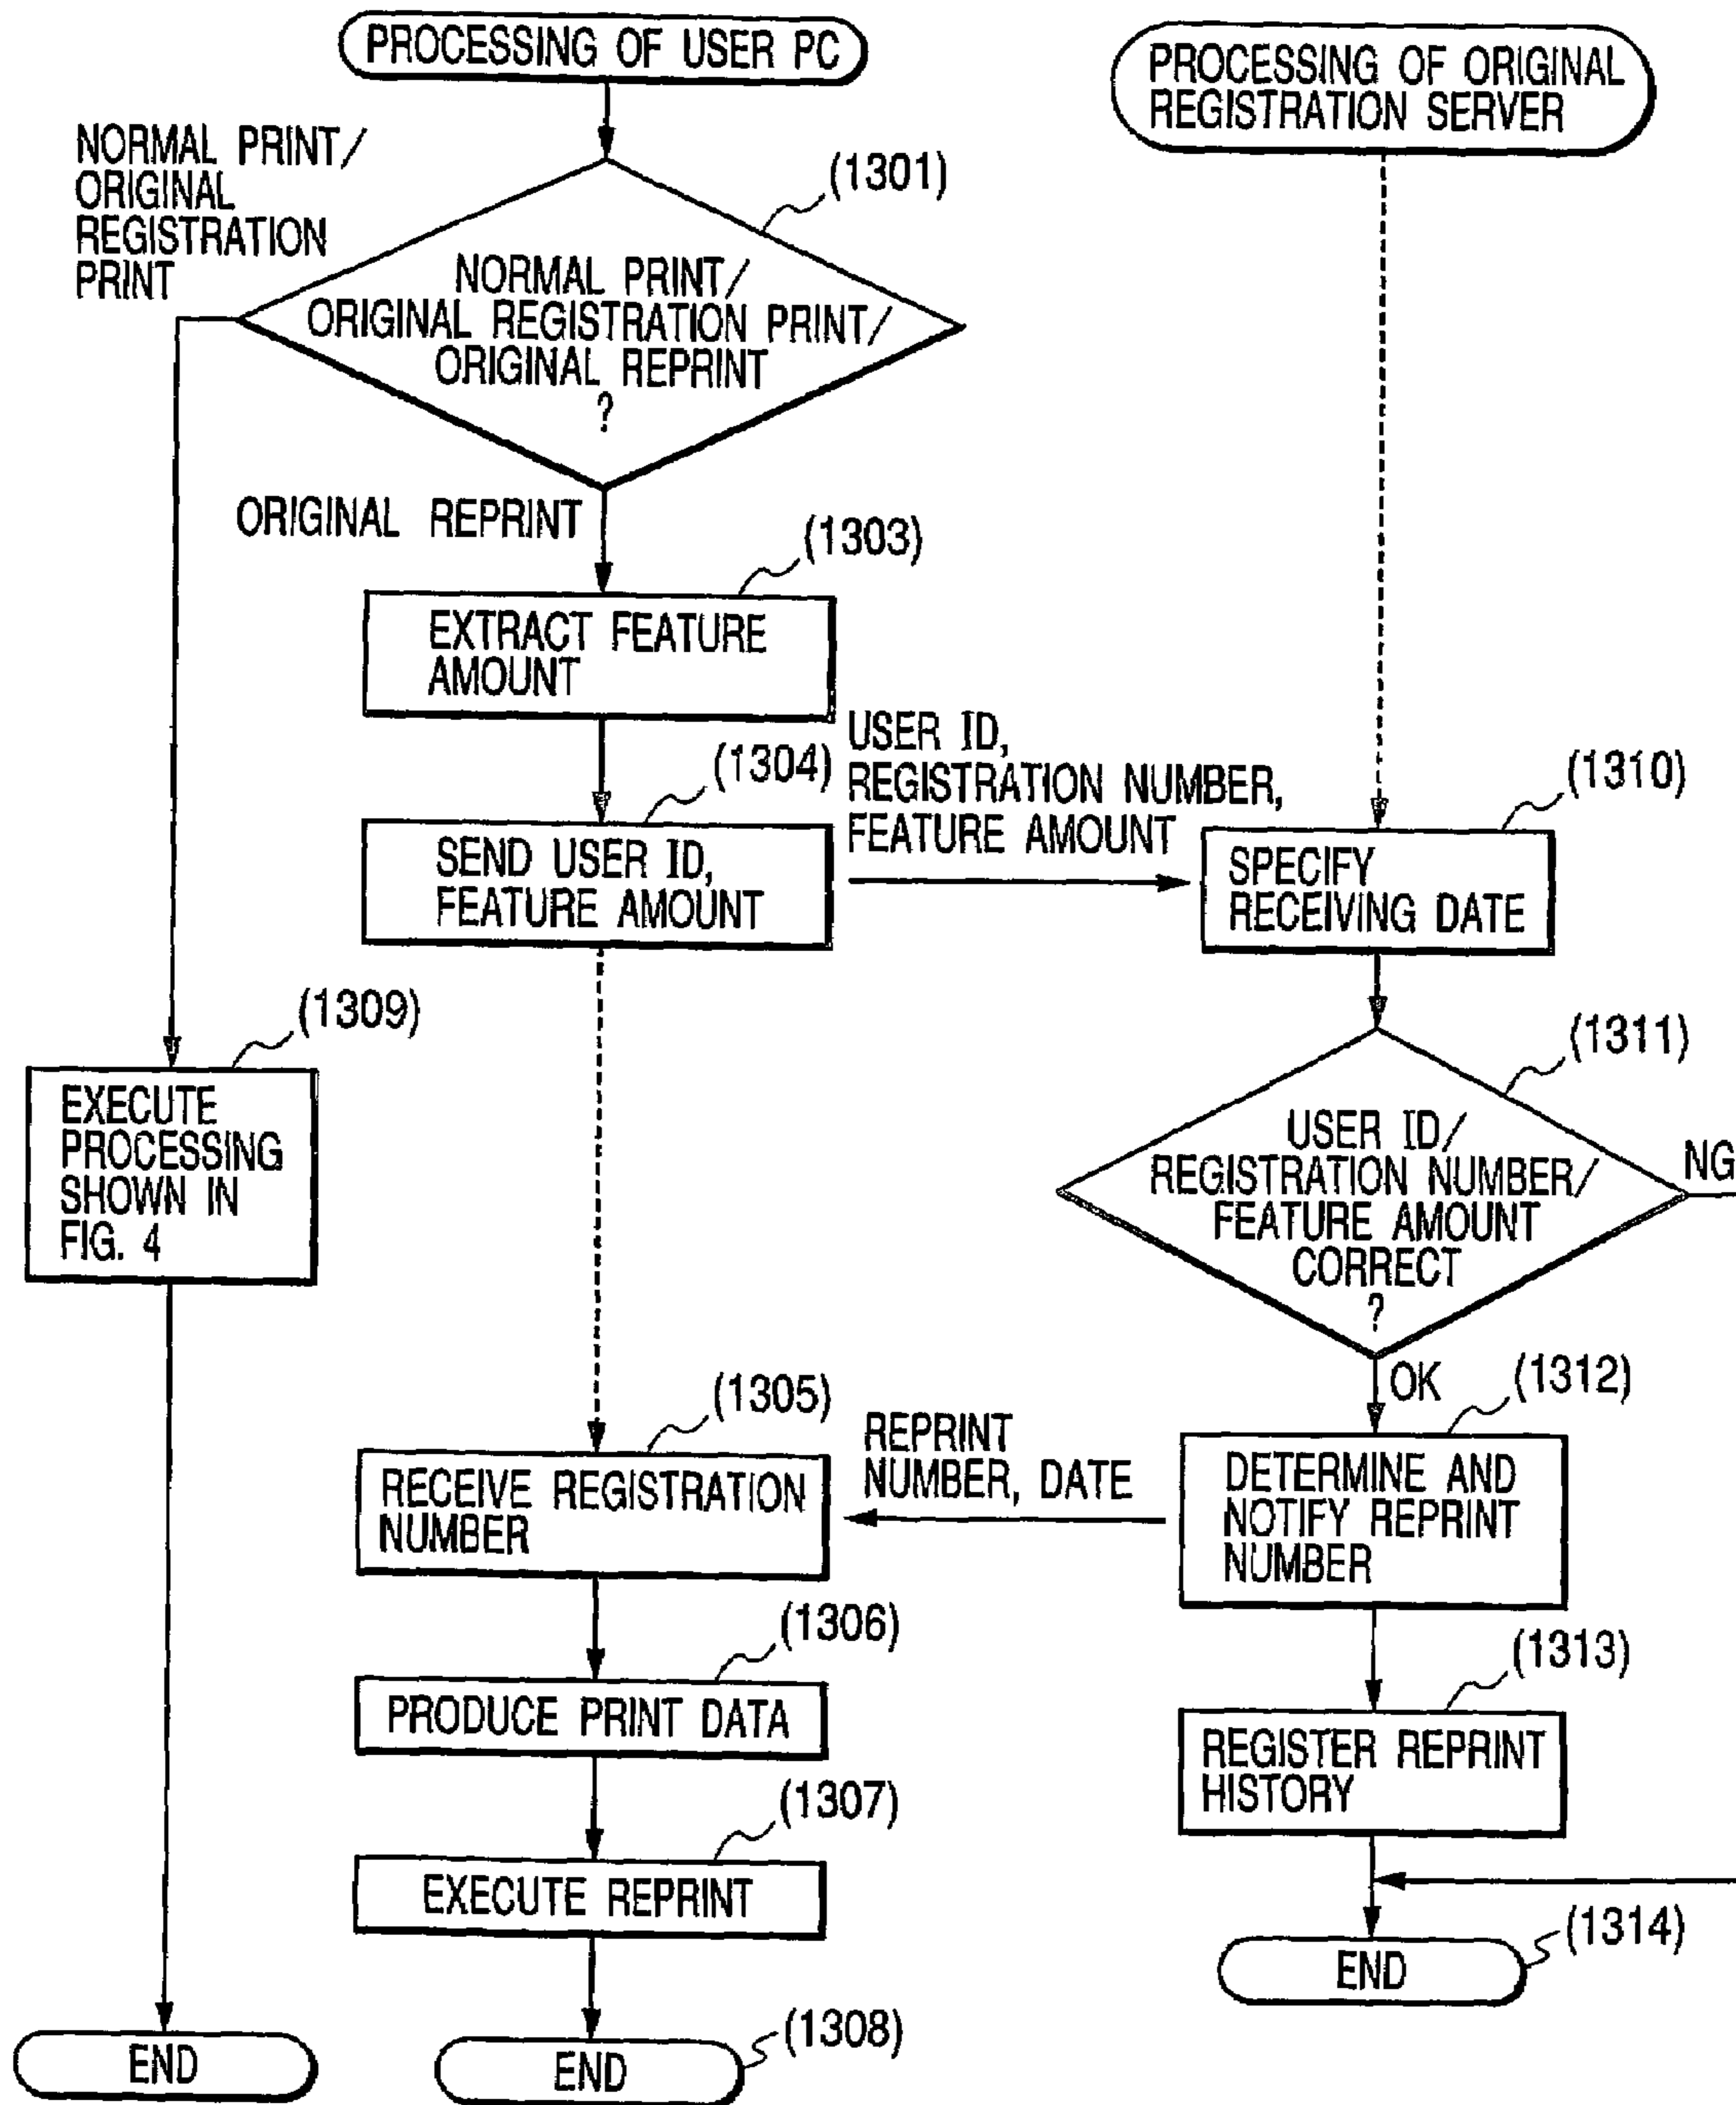 PROCESSING OF USER PC
PROCESSING OF ORIGINAL
REGISTRATION SERVER
NORMAL PRINT/
ORIGINAL
REGISTRATION
PRINT
(1301)
NORMAL PRINT/
ORIGINAL REGISTRATION PRINT/
ORIGINAL REPRINT
?
ORIGINAL REPRINT
(1303)
EXTRACT FEATURE
AMOUNT
(1304)
SEND USER ID,
FEATURE AMOUNT
USER ID,
REGISTRATION NUMBER,
FEATURE AMOUNT
(1310)
SPECIFY
RECEIVING DATE
(1309)
EXECUTE
PROCESSING
SHOWN IN
FIG. 4
(1311)
USER ID/
REGISTRATION NUMBER/
FEATURE AMOUNT
CORRECT
?
NG
OK
(1312)
DETERMINE AND
NOTIFY REPRINT
NUMBER
REPRINT
NUMBER, DATE
(1305)
RECEIVE REGISTRATION
NUMBER
(1306)
PRODUCE PRINT DATA
(1313)
REGISTER REPRINT
HISTORY
(1307)
EXECUTE REPRINT
(1314)
END
END
(1308)
END